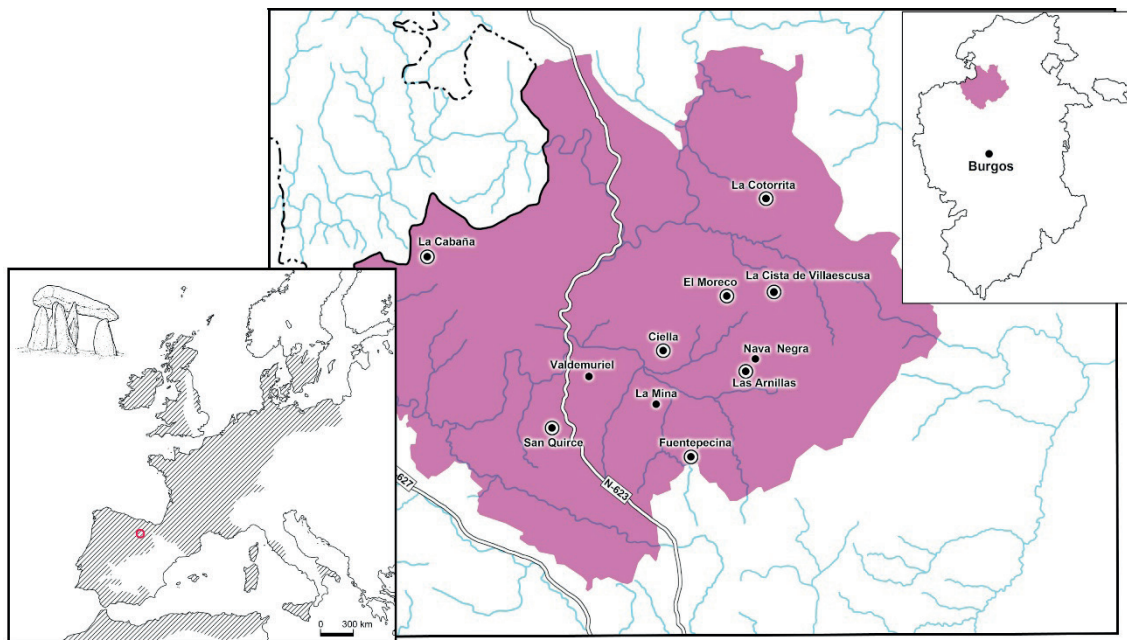 La Cotorrita
Burgos
La Cabaña
La Cista de Villaescusa
El Moreco
Ciella
Nava Negra
Valdemuriel
Las Arnillas
La Mina
San Quirce
Fuentepecina
627
N-623
0 300 km